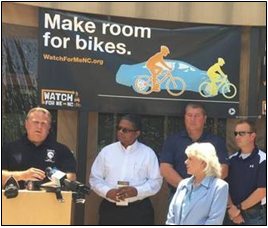 Make room
for bikes.
WatchForMeNC.org
WATCH
FOR ME NC